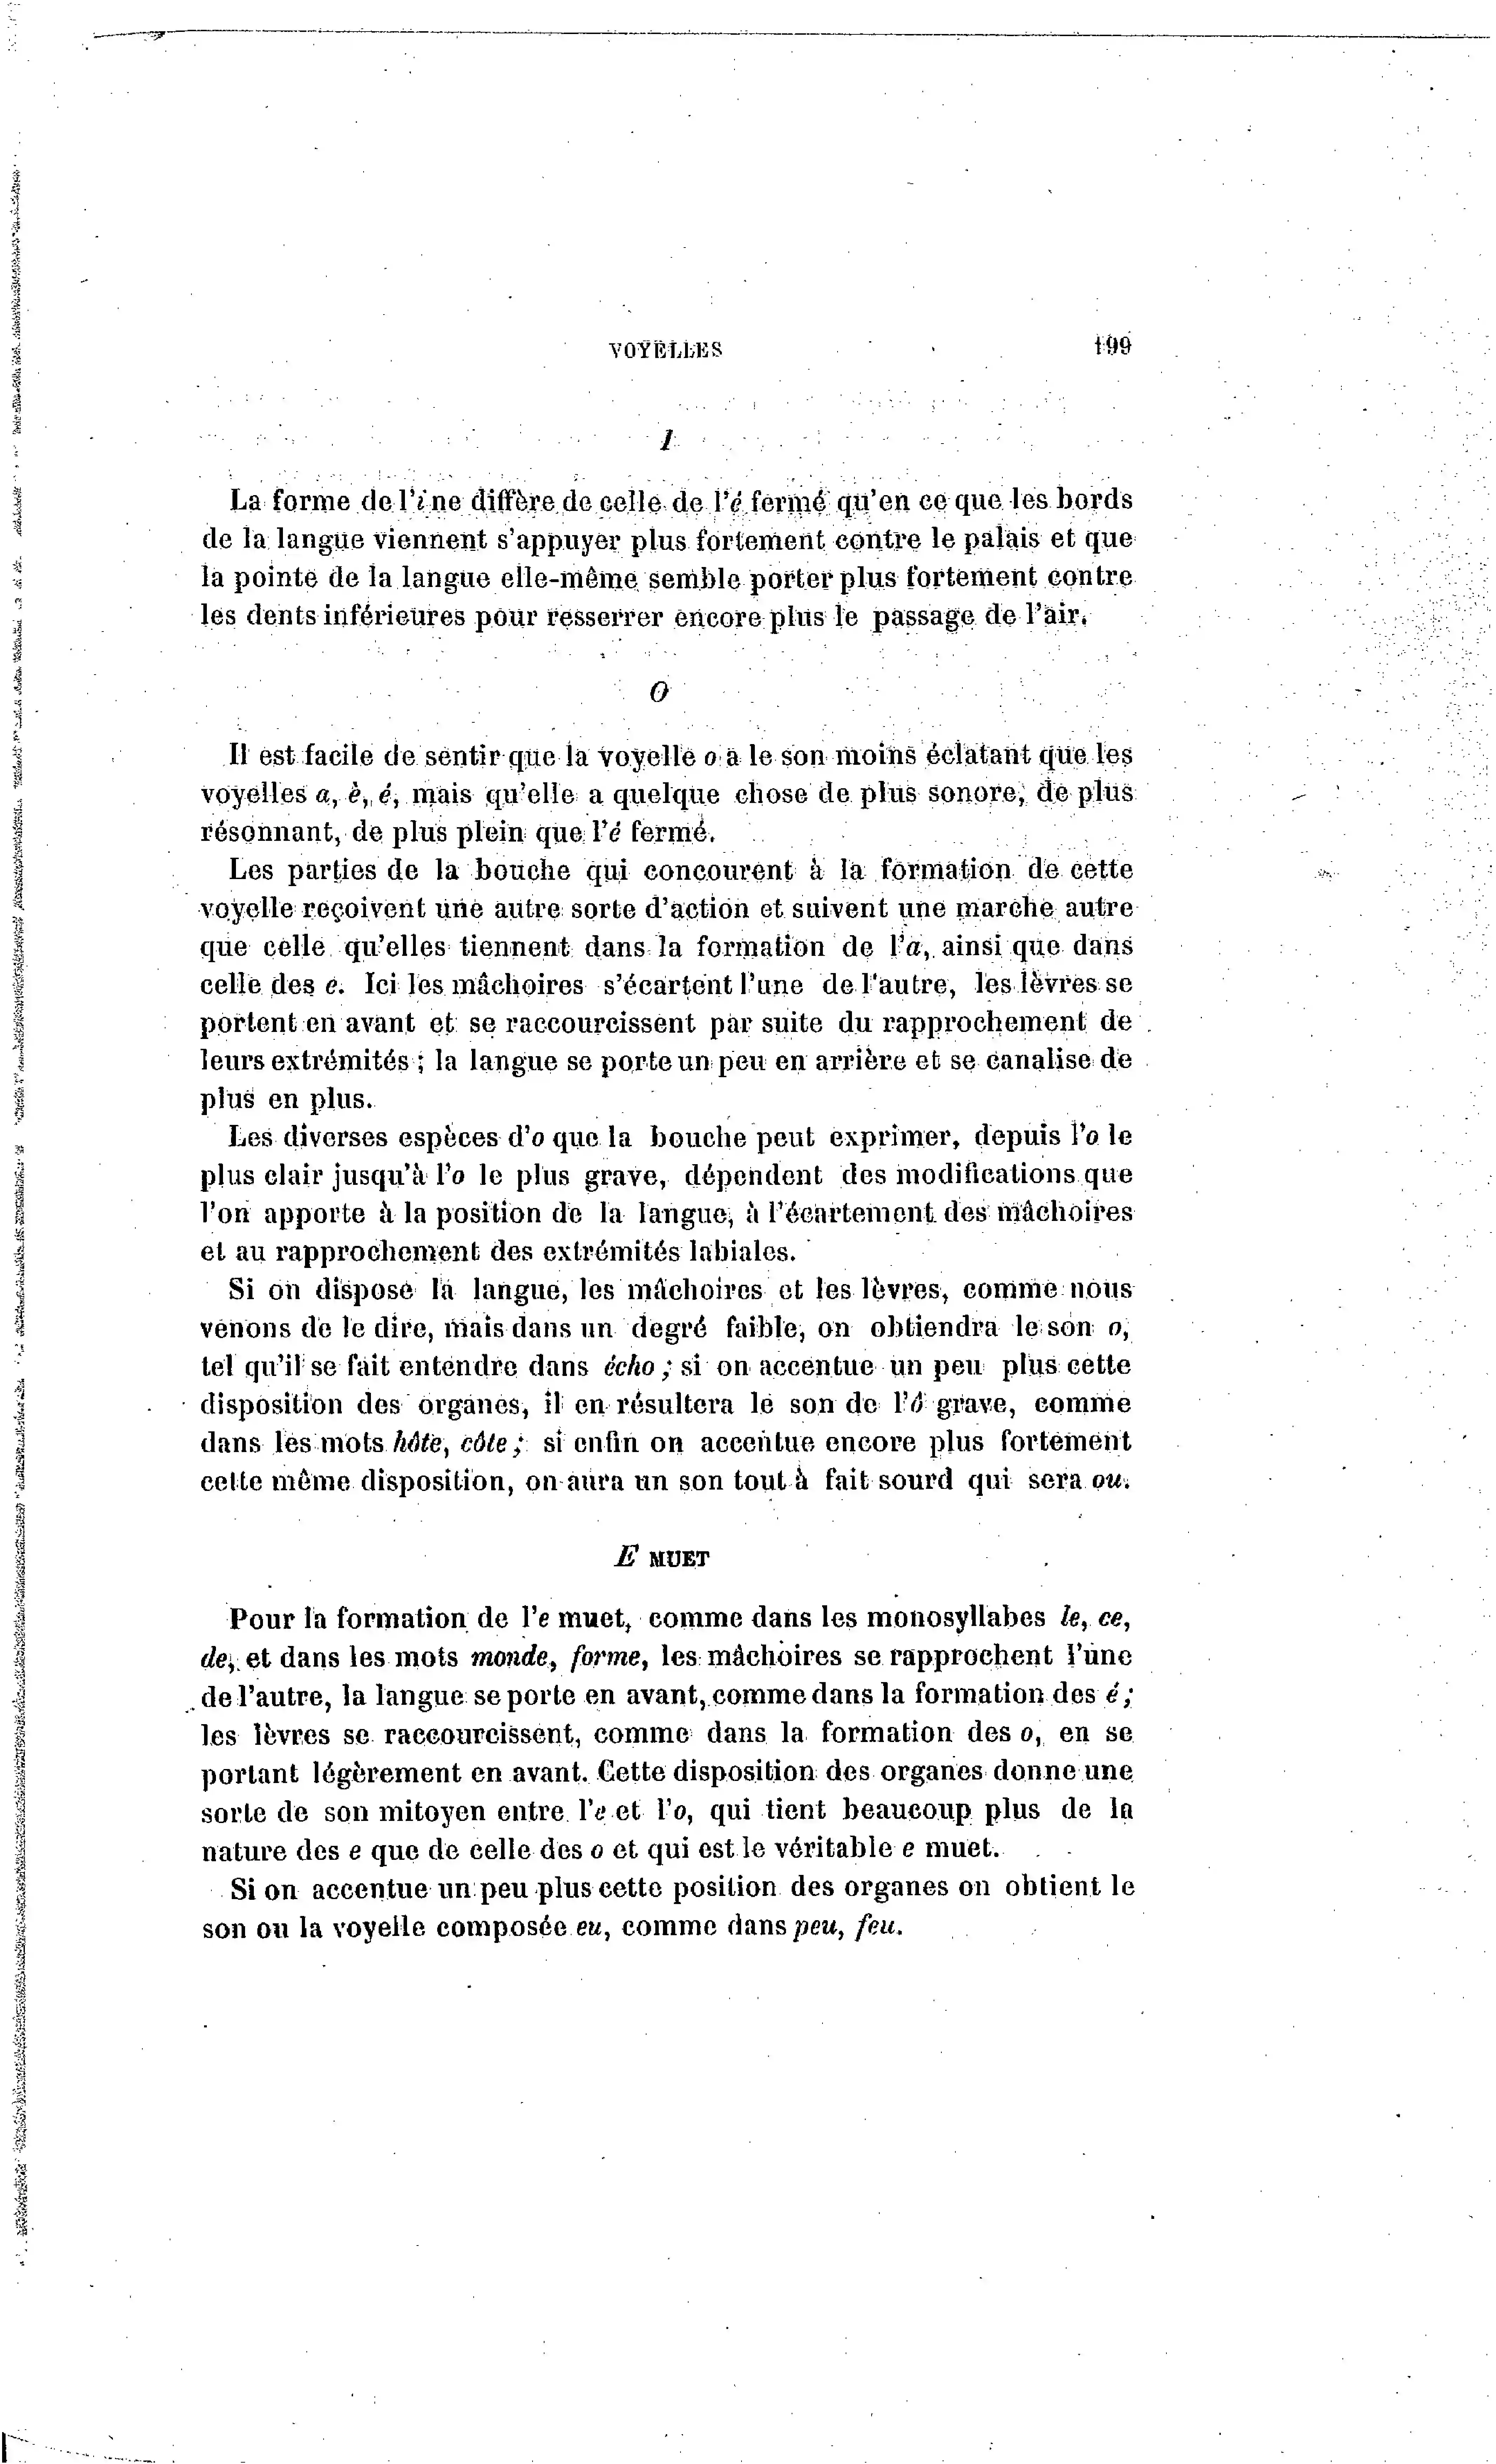 VOYELLES 199
I
La forme de l'i ne diffère de celle de l'é fermé qu'en ce que les bords
de la langue viennent s'appuyer plus fortement contre le palais et que
la pointe de la langue elle-même semble porter plus fortement contre
les dents inférieures pour resserrer encore plus le passage de l'air.
O
Il est facile de sentir que la voyelle o a le son moins éclatant que les
voyelles a, è, é, mais qu'elle a quelque chose de plus sonore, de plus
résonnant, de plus plein que l'é fermé.
Les parties de la bouche qui concourent à la formation de cette
voyelle reçoivent une autre sorte d'action et suivent une marche autre
que celle qu'elles tiennent dans la formation de l'a, ainsi que dans
celle des e. Ici les mâchoires s'écartent l'une de l'autre, les lèvres se
portent en avant et se raccourcissent par suite du rapprochement de
leurs extrémités ; la langue se porte un peu en arrière et se canalise de
plus en plus.
Les diverses espèces d'o que la bouche peut exprimer, depuis l'o le
plus clair jusqu'à l'o le plus grave, dépendent des modifications que
l'on apporte à la position de la langue, à l'écartement des mâchoires
et au rapprochement des extrémités labiales.
Si on dispose la langue, les mâchoires et les lèvres, comme nous
venons de le dire, mais dans un degré faible, on obtiendra le son o,
tel qu'il se fait entendre dans écho ; si on accentue un peu plus cette
disposition des organes, il en résultera le son de l'ô grave, comme
dans les mots hôte, côte ; si enfin on accentue encore plus fortement
cette même disposition, on aura un son tout à fait sourd qui sera ou.
E MUET
Pour la formation de l'e muet, comme dans les monosyllabes le, ce,
de, et dans les mots monde, forme, les mâchoires se rapprochent l'une
de l'autre, la langue se porte en avant, comme dans la formation des é ;
les lèvres se raccourcissent, comme dans la formation des o, en se
portant légèrement en avant. Cette disposition des organes donne une
sorte de son mitoyen entre l'e et l'o, qui tient beaucoup plus de la
nature des e que de celle des o et qui est le véritable e muet.
Si on accentue un peu plus cette position des organes on obtient le
son ou la voyelle composée eu, comme dans peu, feu.